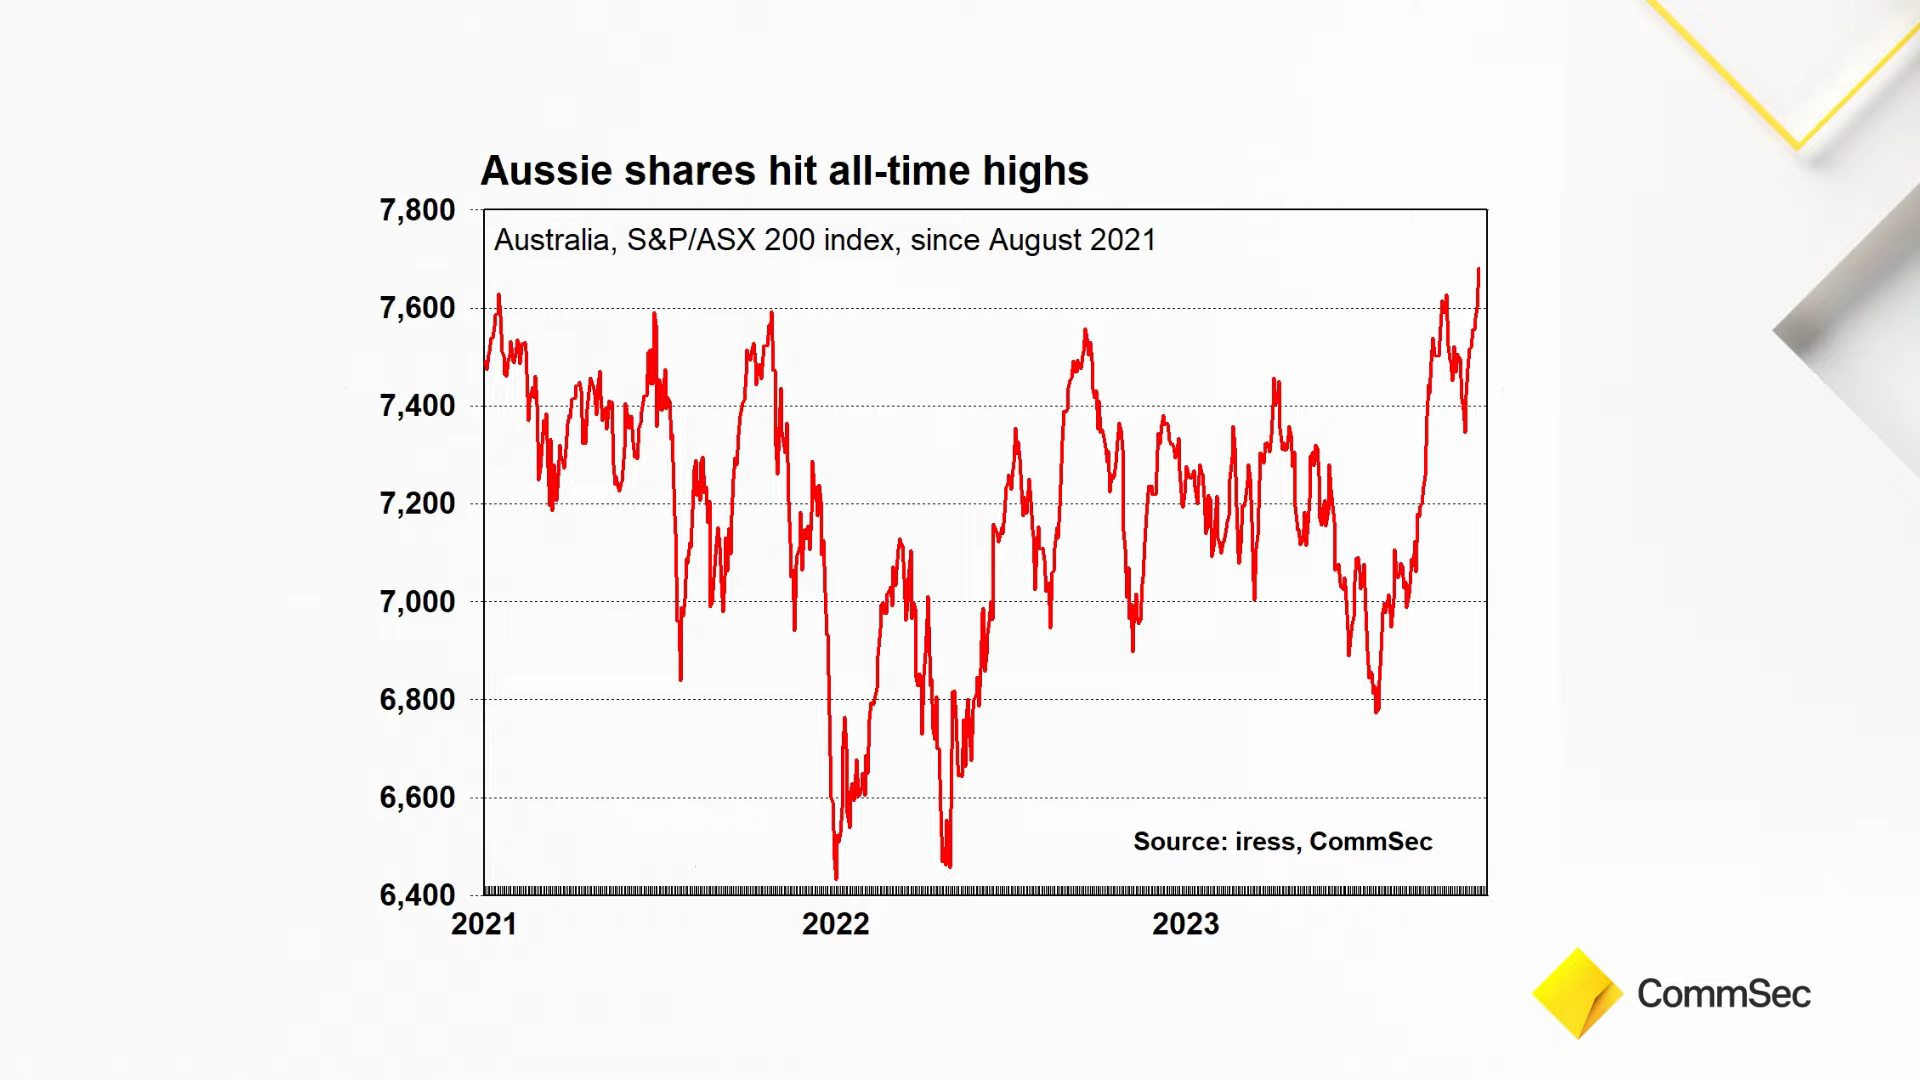 Aussie shares hit all-time highs
7,800
Australia, S&P/ASX 200 index, since August 2021
7,600
7,400
7,200
7,000
6,800
6,600
Source: iress, CommSec
6,400
2021 2022 2023
CommSec